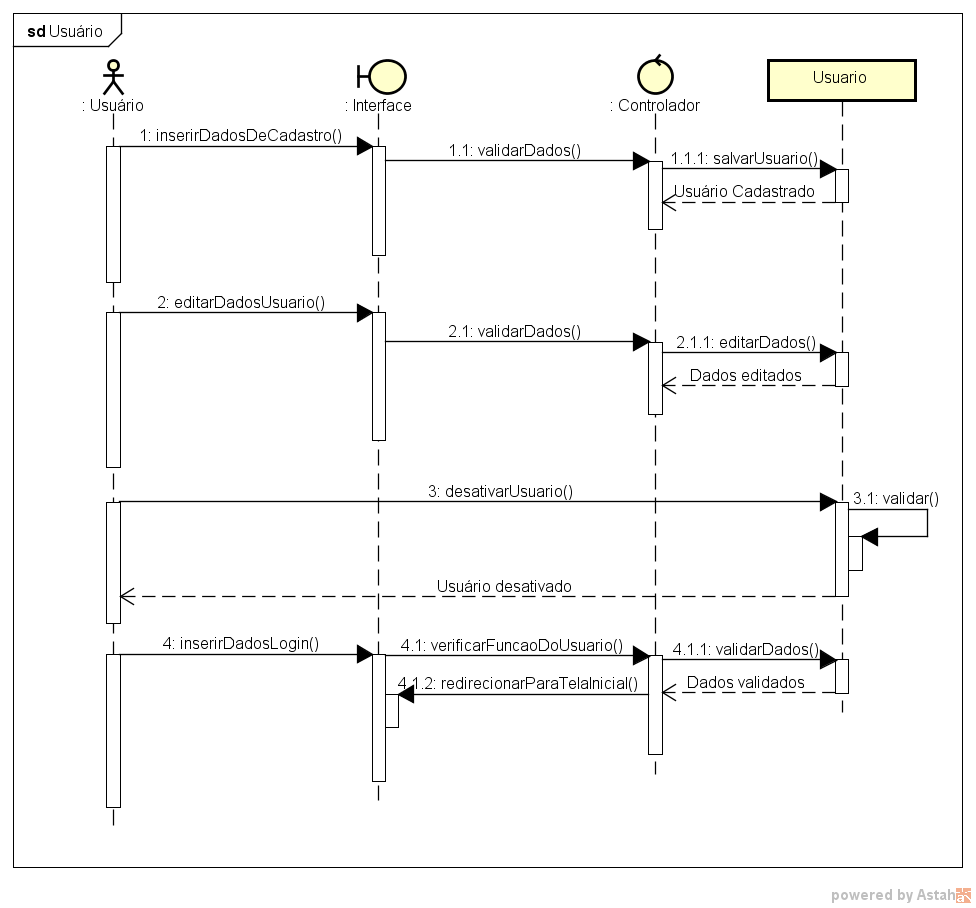 sd Usuário
: Usuário
: Interface
: Controlador
Usuario
1: inserirDadosDeCadastro()
1.1: validarDados()
1.1.1: salvarUsuario()
Usuário Cadastrado
2: editarDadosUsuario()
2.1: validarDados()
2.1.1: editarDados()
Dados editados
3: desativarUsuario()
3.1: validar()
Usuário desativado
4: inserirDadosLogin()
4.1: verificarFuncaoDoUsuario()
4.1.1: validarDados()
4.1.2: redirecionarParaTelaInicial()
Dados validados
powered by Astah